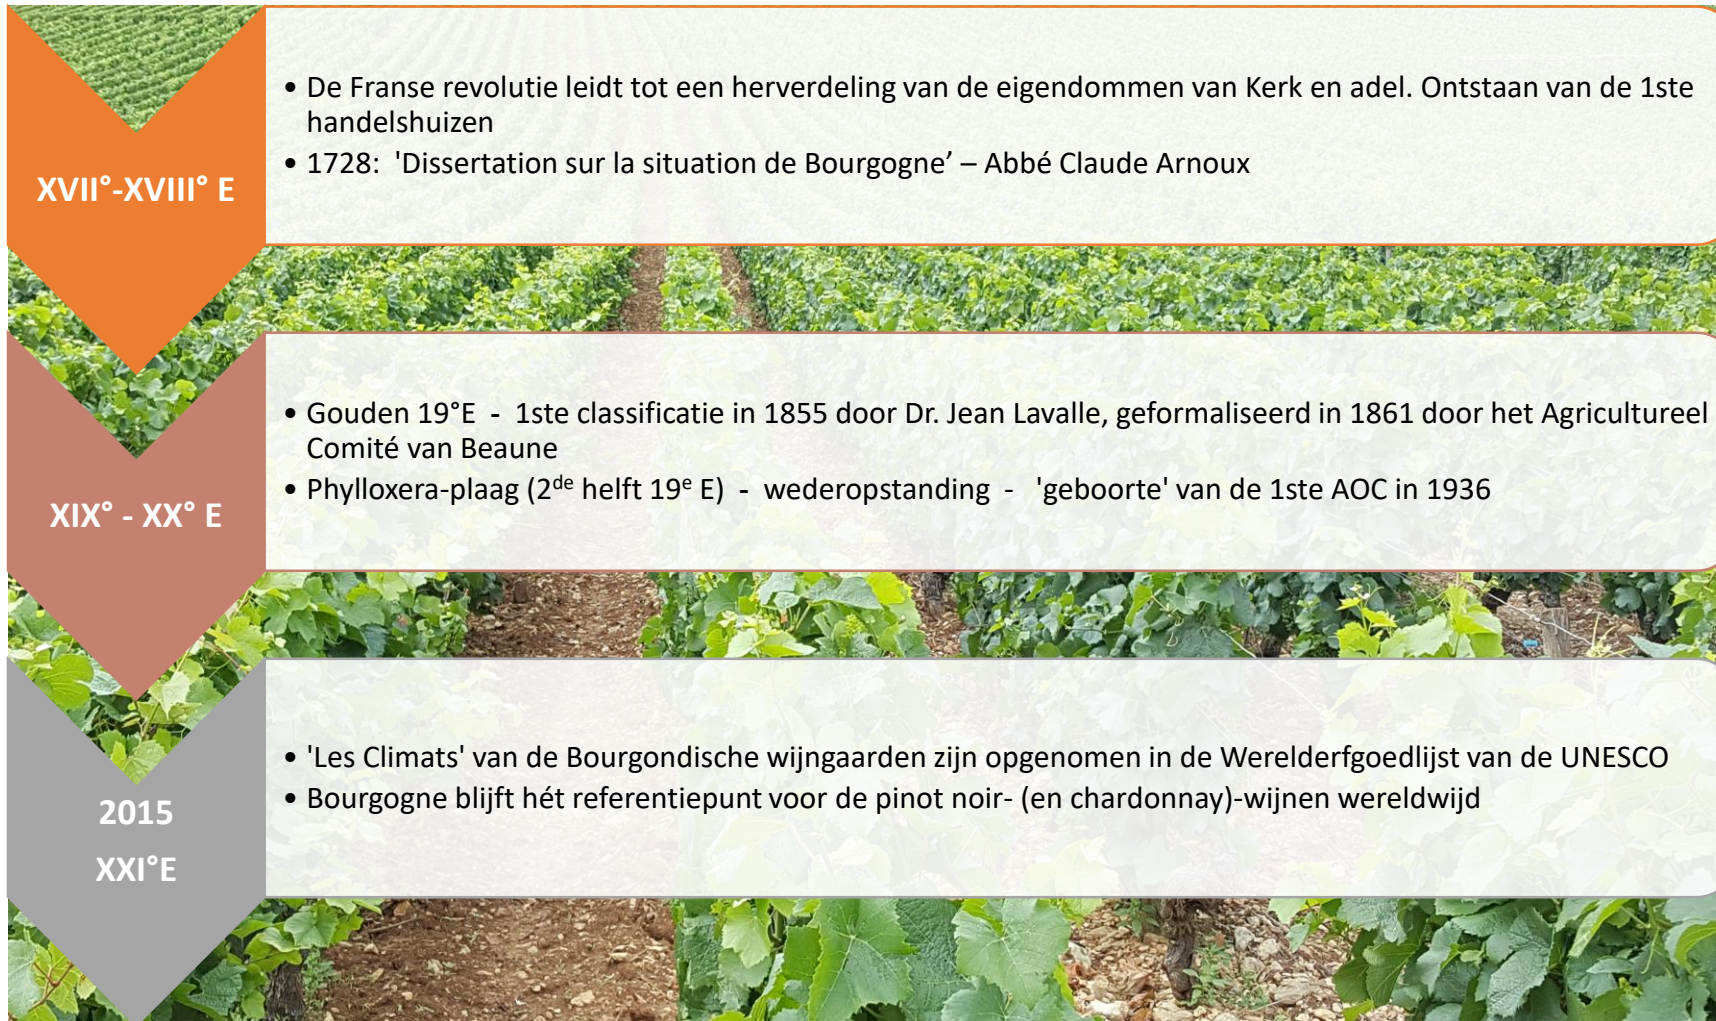 XVII°-XVIII° E
• De Franse revolutie leidt tot een herverdeling van de eigendommen van Kerk en adel. Ontstaan van de 1ste
handelshuizen
• 1728:  'Dissertation sur la situation de Bourgogne’ – Abbé Claude Arnoux
XIX° - XX° E
• Gouden 19°E  -  1ste classificatie in 1855 door Dr. Jean Lavalle, geformaliseerd in 1861 door het Agricultureel
Comité van Beaune
• Phylloxera-plaag (2de helft 19e E)  -  wederopstanding  -   'geboorte' van de 1ste AOC in 1936
2015
XXI°E
• 'Les Climats' van de Bourgondische wijngaarden zijn opgenomen in de Werelderfgoedlijst van de UNESCO
• Bourgogne blijft hét referentiepunt voor de pinot noir- (en chardonnay)-wijnen wereldwijd